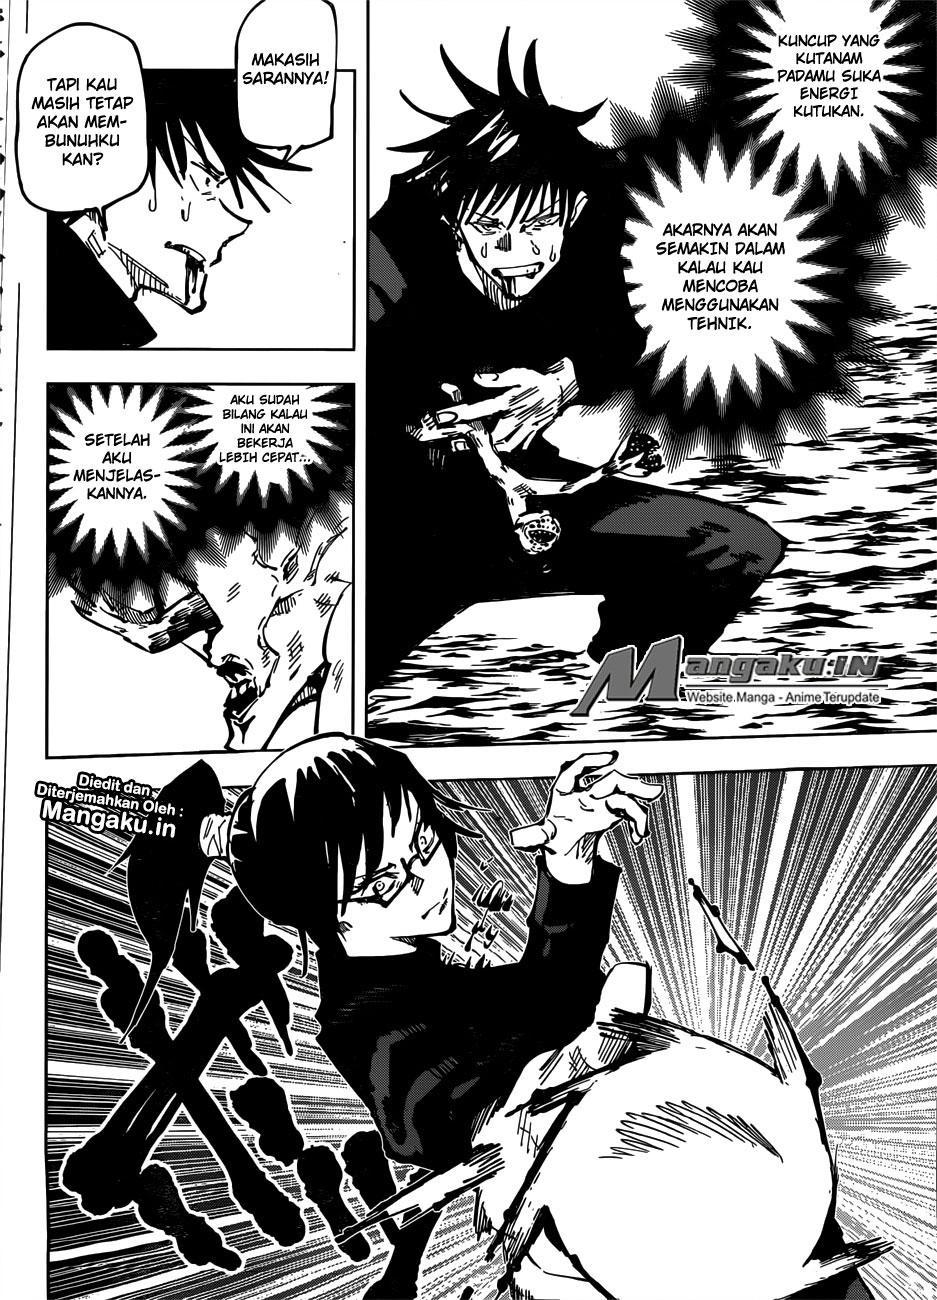 KUNCUP YANG
KUTANAM
PADAMU SUKA
ENERGI
KUTUKAN.
AKARNYA AKAN
SEMAKIN DALAM
KALAU KAU
MENCOBA
MENGGUNAKAN
TEHNIK.
MAKASIH
SARANNYA!
TAPI KAU
MASIH TETAP
AKAN MEM-
BUNUHKU
KAN?
AKU SUDAH
BILANG KALAU
INI AKAN
BEKERJA
LEBIH CEPAT...
SETELAH
AKU
MENJELAS-
KANNYA.
Mangaku.iN
Website.Manga - Anime,Terupdate
Diedit dan
Diterjemahkan Oleh :
Mangaku.in